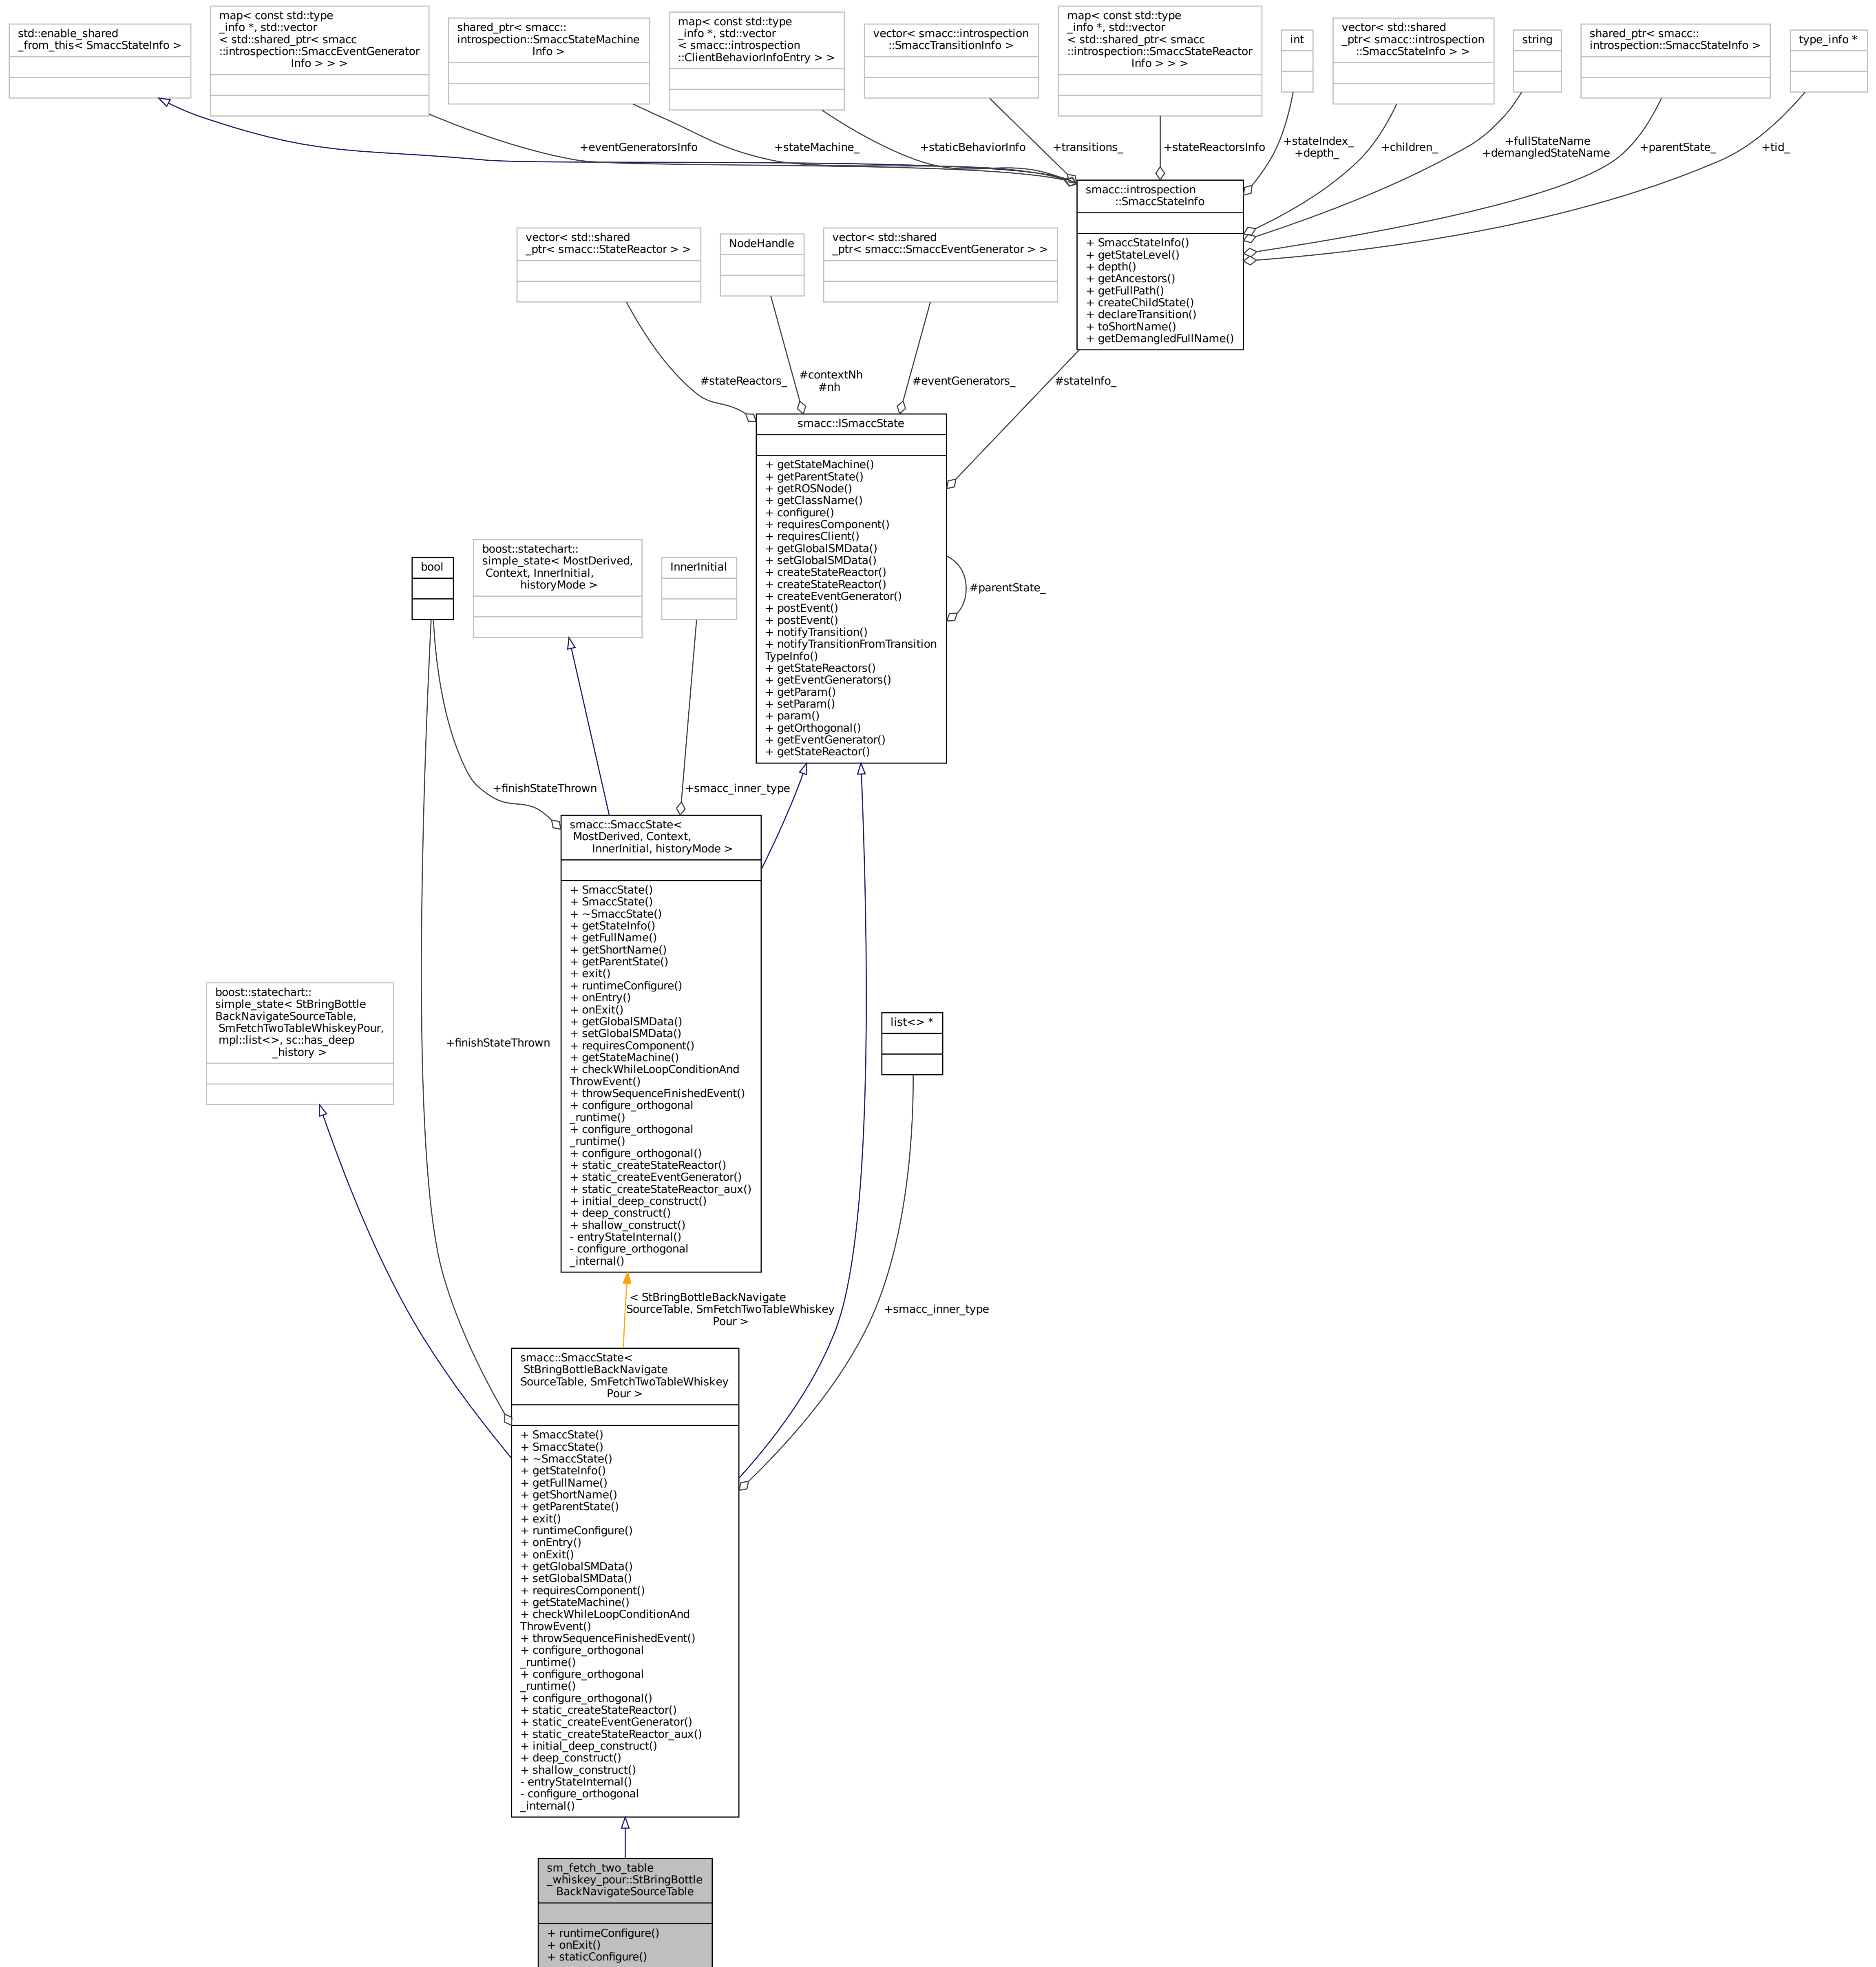 std::enable_shared
_from_this< SmaccStateInfo >
map< const std::type
_info *, std::vector
< std::shared_ptr< smacc
::introspection::SmaccEventGenerator
Info > > >
shared_ptr< smacc::
introspection::SmaccStateMachine
Info >
map< const std::type
_info *, std::vector
< smacc::introspection
::ClientBehaviorInfoEntry > >
vector< smacc::introspection
::SmaccTransitionInfo >
map< const std::type
_info *, std::vector
< std::shared_ptr< smacc
::introspection::SmaccStateReactor
Info > > >
int
vector< std::shared
_ptr< smacc::introspection
::SmaccStateInfo > >
string
shared_ptr< smacc::
introspection::SmaccStateInfo >
type_info *
+eventGeneratorsInfo
+stateMachine_
+staticBehaviorInfo
+transitions_
+stateReactorsInfo
+stateIndex_
+depth_
+children_
+fullStateName
+demangledStateName
+parentState_
+tid_
smacc::introspection
::SmaccStateInfo
+ SmaccStateInfo()
+ getStateLevel()
+ depth()
+ getAncestors()
+ getFullPath()
+ createChildState()
+ declareTransition()
+ toShortName()
+ getDemangledFullName()
vector< std::shared
_ptr< smacc::StateReactor > >
NodeHandle
vector< std::shared
_ptr< smacc::SmaccEventGenerator > >
#stateReactors_
#contextNh
#nh
#eventGenerators_
#stateInfo_
smacc::ISmaccState
+ getStateMachine()
+ getParentState()
+ getROSNode()
+ getClassName()
+ configure()
+ requiresComponent()
+ requiresClient()
+ getGlobalSMData()
+ setGlobalSMData()
+ createStateReactor()
+ createStateReactor()
+ createEventGenerator()
+ postEvent()
+ postEvent()
+ notifyTransition()
+ notifyTransitionFromTransition
TypeInfo()
+ getStateReactors()
+ getEventGenerators()
+ getParam()
+ setParam()
+ param()
+ getOrthogonal()
+ getEventGenerator()
+ getStateReactor()
#parentState_
bool
boost::statechart::
simple_state< MostDerived,
Context, InnerInitial,
historyMode >
InnerInitial
+finishStateThrown
+smacc_inner_type
smacc::SmaccState<
MostDerived, Context,
InnerInitial, historyMode >
+ SmaccState()
+ SmaccState()
+ ~SmaccState()
+ getStateInfo()
+ getFullName()
+ getShortName()
+ getParentState()
+ exit()
+ runtimeConfigure()
+ onEntry()
+ onExit()
+ getGlobalSMData()
+ setGlobalSMData()
+ requiresComponent()
+ getStateMachine()
+ checkWhileLoopConditionAnd
ThrowEvent()
+ throwSequenceFinishedEvent()
+ configure_orthogonal
_runtime()
+ configure_orthogonal
_runtime()
+ configure_orthogonal()
+ static_createStateReactor()
+ static_createEventGenerator()
+ static_createStateReactor_aux()
+ initial_deep_construct()
+ deep_construct()
+ shallow_construct()
- entryStateInternal()
- configure_orthogonal
_internal()
boost::statechart::
simple_state< StBringBottle
BackNavigateSourceTable,
SmFetchTwoTableWhiskeyPour,
mpl::list<>, sc::has_deep
_history >
+finishStateThrown
list<> *
< StBringBottleBackNavigate
SourceTable, SmFetchTwoTableWhiskey
Pour >
+smacc_inner_type
smacc::SmaccState<
StBringBottleBackNavigate
SourceTable, SmFetchTwoTableWhiskey
Pour >
+ SmaccState()
+ SmaccState()
+ ~SmaccState()
+ getStateInfo()
+ getFullName()
+ getShortName()
+ getParentState()
+ exit()
+ runtimeConfigure()
+ onEntry()
+ onExit()
+ getGlobalSMData()
+ setGlobalSMData()
+ requiresComponent()
+ getStateMachine()
+ checkWhileLoopConditionAnd
ThrowEvent()
+ throwSequenceFinishedEvent()
+ configure_orthogonal
_runtime()
+ configure_orthogonal
_runtime()
+ configure_orthogonal()
+ static_createStateReactor()
+ static_createEventGenerator()
+ static_createStateReactor_aux()
+ initial_deep_construct()
+ deep_construct()
+ shallow_construct()
- entryStateInternal()
- configure_orthogonal
_internal()
sm_fetch_two_table
_whiskey_pour::StBringBottle
BackNavigateSourceTable
+ runtimeConfigure()
+ onExit()
+ staticConfigure()